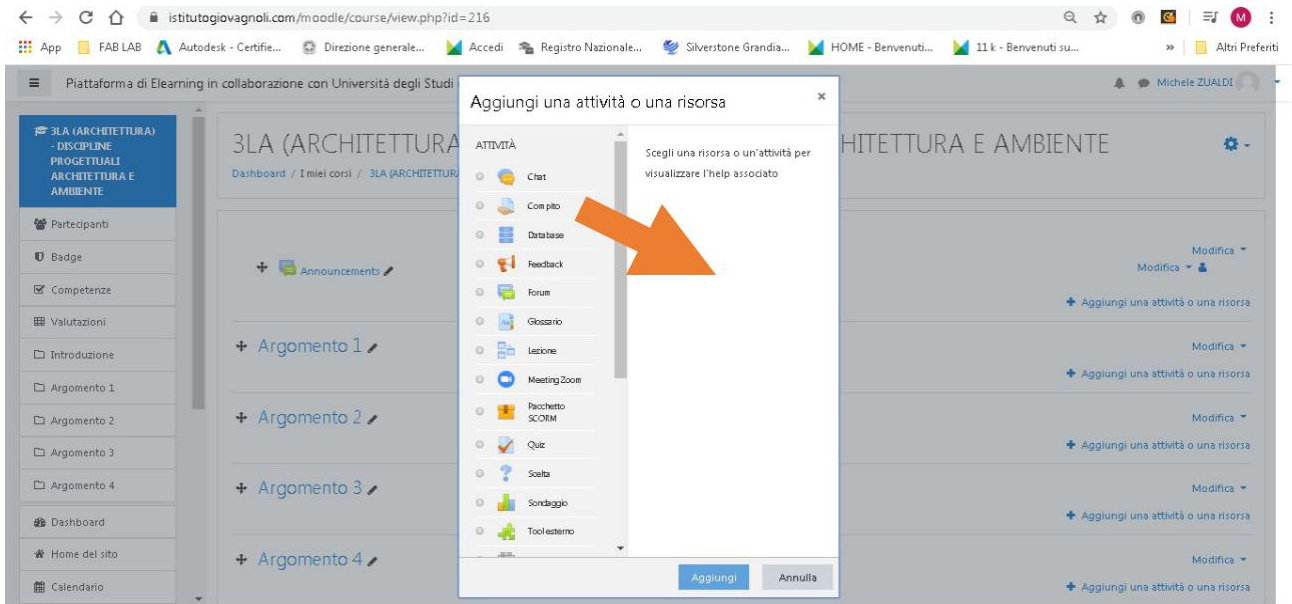 istitutogiovagnoli.com/moodle/course/view.php?id=216
M
App FAB LAB Autodesk - Certifie... Direzione generale... Accedi Registro Nazionale... Silverstone Grandia... HOME - Benvenuti... 11 k - Benvenuti su... » Altri Preferiti
Piattaforma di Elearning in collaborazione con Università degli Studi
Michele ZUALDI
3LA (ARCHITETTURA)
- DISCIPLINE
PROGETTUALI
ARCHITETTURA E
AMBIENTE
Partecipanti
Badge
Competenze
Valutazioni
Introduzione
Argomento 1
Argomento 2
Argomento 3
Argomento 4
Dashboard
Home del sito
Calendario
3LA (ARCHITETTURA
HITETTURA E AMBIENTE
Dashboard / I miei corsi / 3LA (ARCHITETTURA
Announcements
Modifica
Modifica
Aggiungi una attività o una risorsa
Argomento 1
Modifica
Aggiungi una attività o una risorsa
Argomento 2
Modifica
Aggiungi una attività o una risorsa
Argomento 3
Modifica
Aggiungi una attività o una risorsa
Argomento 4
Modifica
Aggiungi una attività o una risorsa
Aggiungi una attività o una risorsa ×
ATTIVITÀ
Chat
Compito
Database
Feedback
Forum
Glossario
Lezione
Meeting Zoom
Pacchetto
SCORM
Quiz
Scelta
Sondaggio
Tool esterno
Scegli una risorsa o un'attività per
visualizzare l'help associato
Aggiungi Annulla